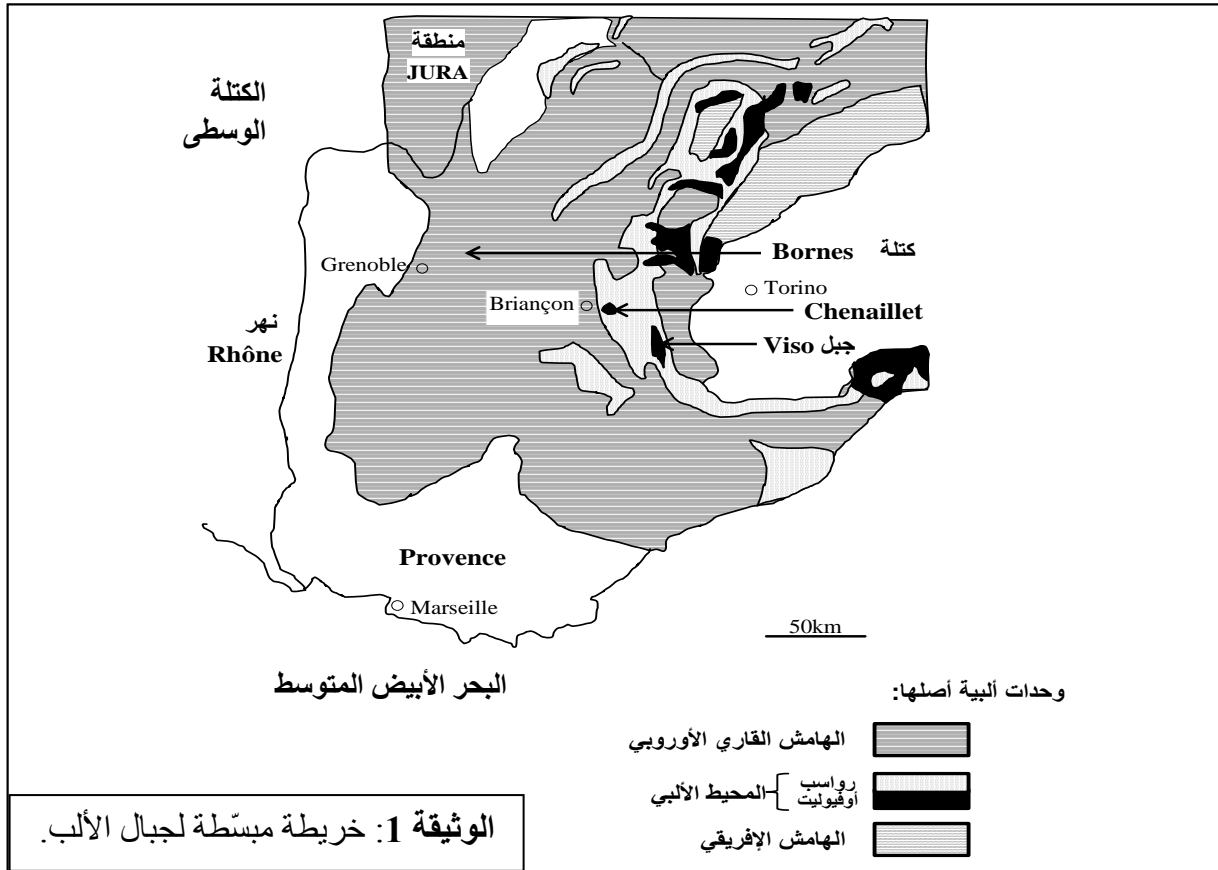 منطقة
JURA
الكتلة
الوسطى
كتلة Bornes
Grenoble
Torino
Briançon
Chenaillet
نهر
Rhône
جبل Viso
Provence
Marseille
50km
البحر الأبيض المتوسط
وحدات ألبية أصلها:
الهامش القاري الأوروبي
رواسب
أوفيوليت
المحيط الألبي
الهامش الإفريقي
الوثيقة 1: خريطة مبسّطة لجبال الألب.